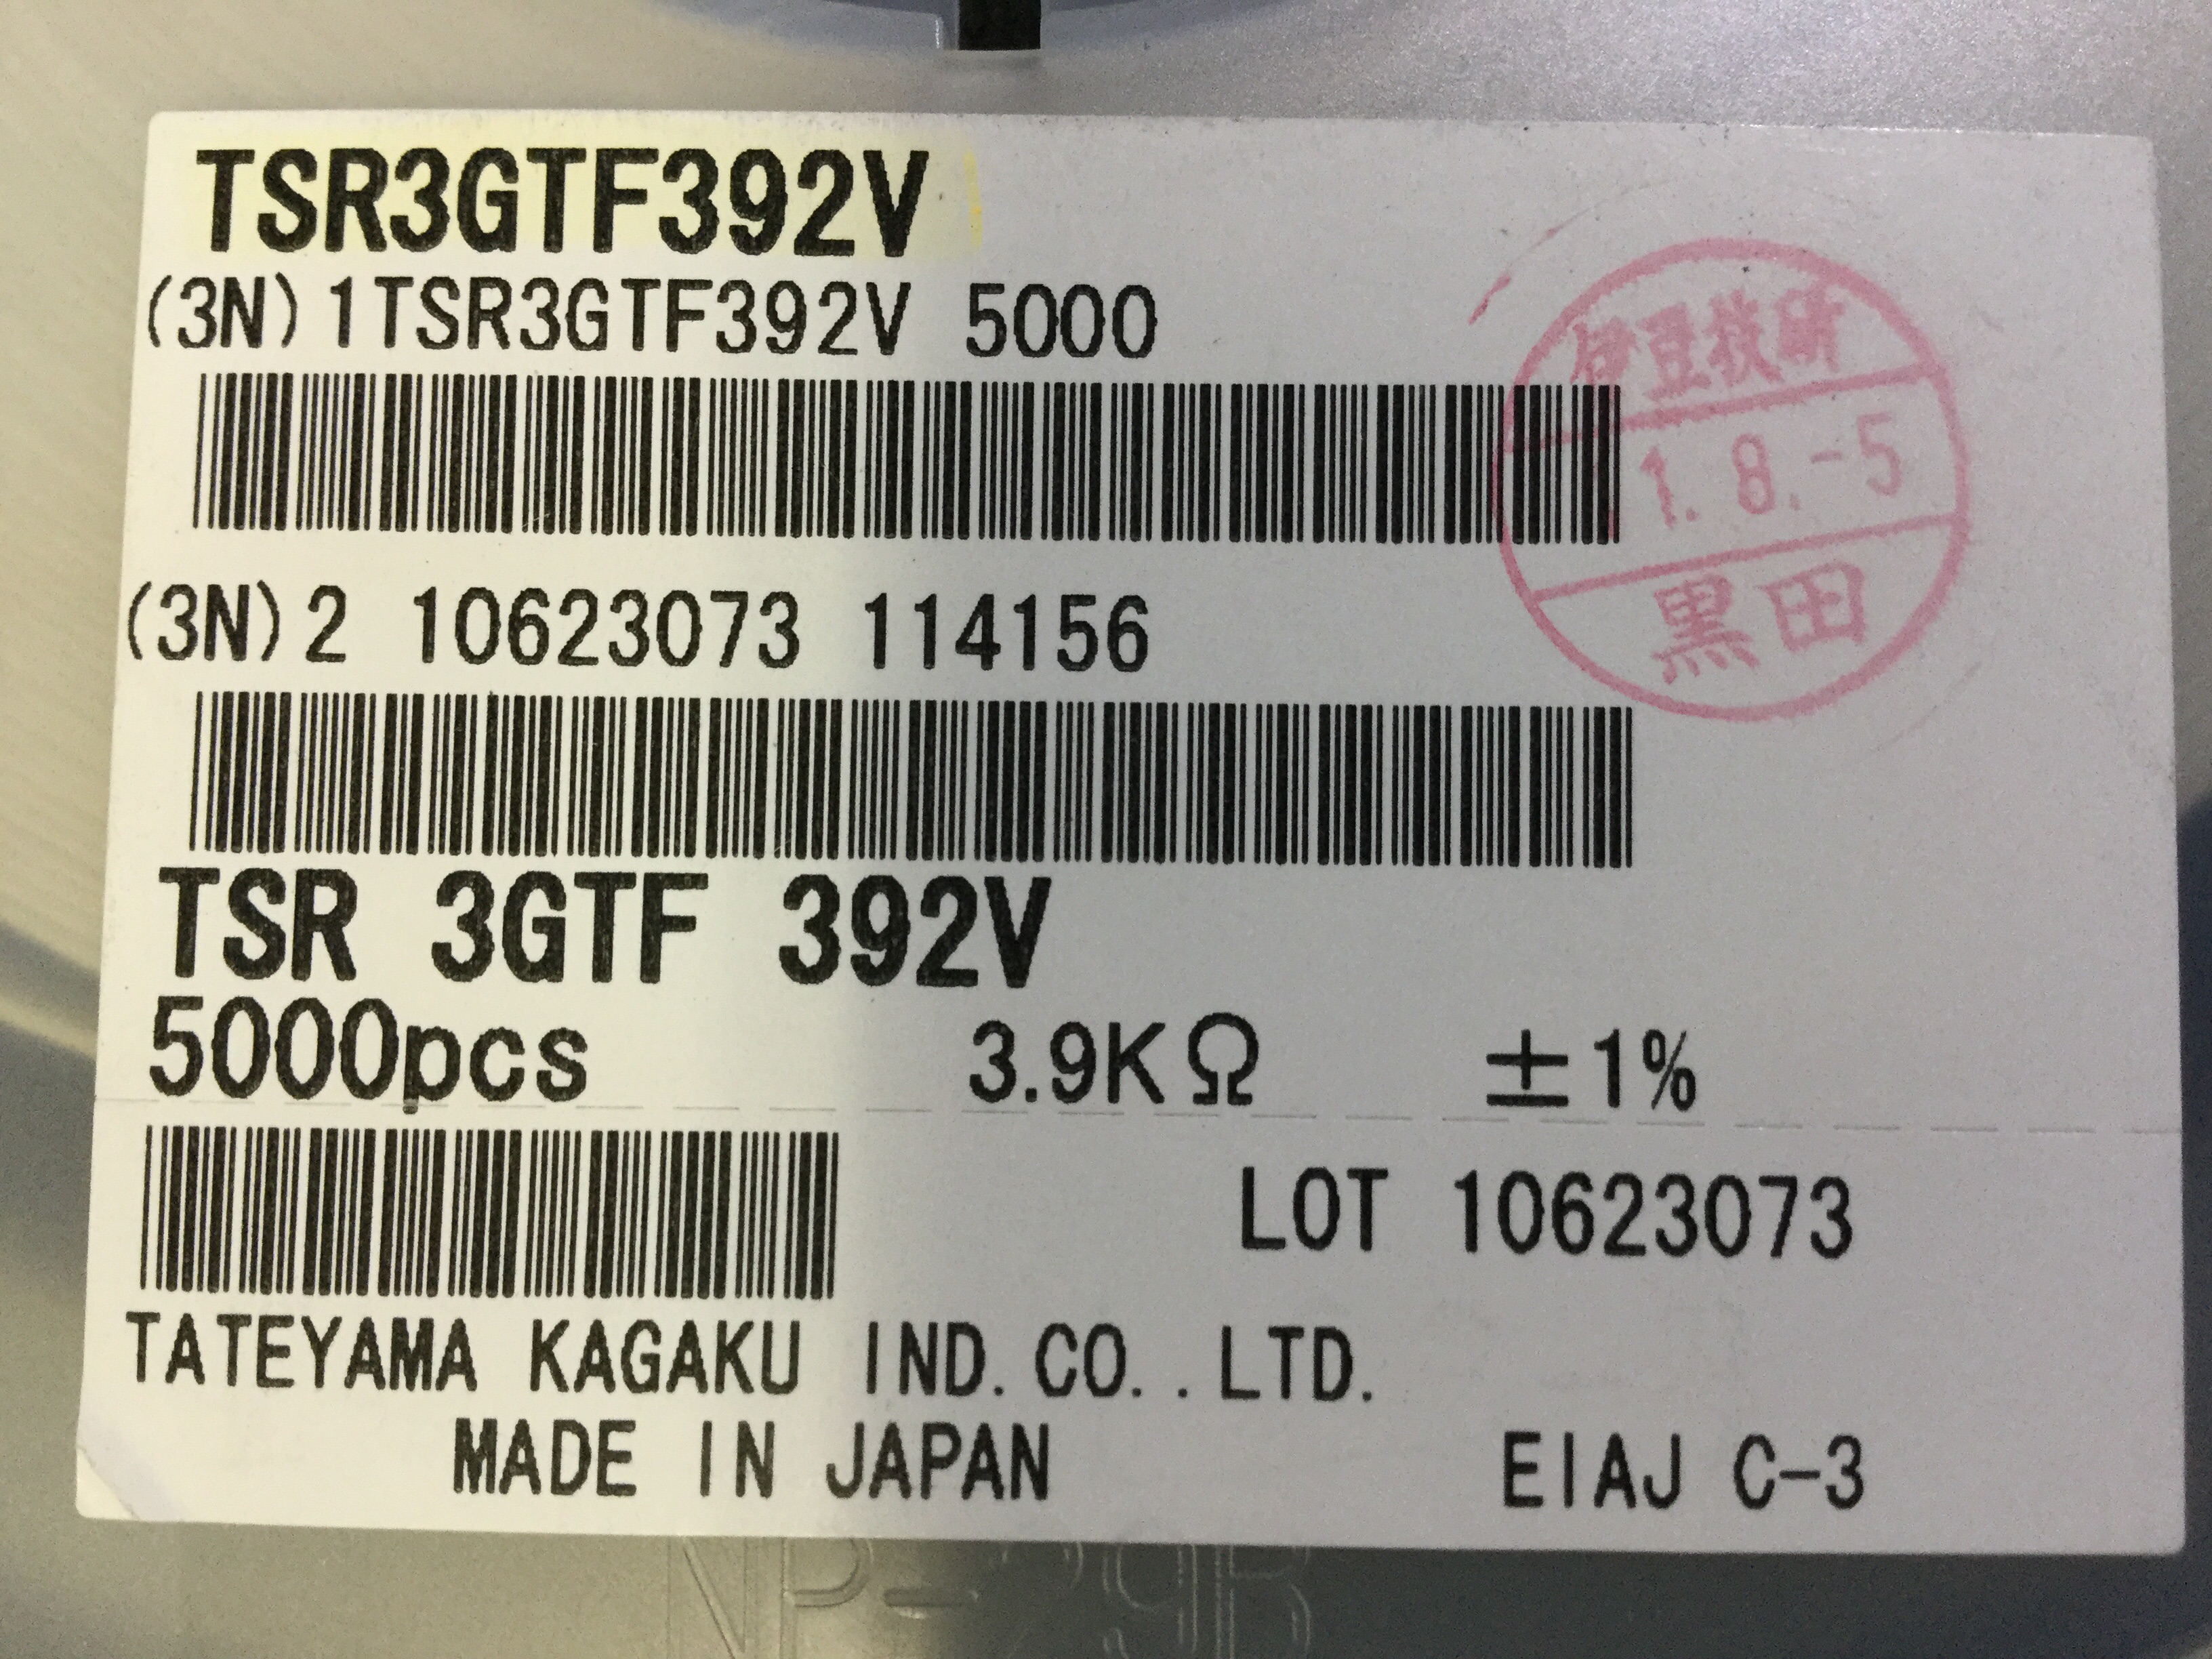 TSR3GTF392V
(3N)1TSR3GTF392V 5000
伊豆技研
1. 8.-5
黒田
(3N)2 10623073 114156
TSR 3GTF 392V
5000pcs 3.9KΩ ±1%
LOT 10623073
TATEYAMA KAGAKU IND.CO..LTD.
MADE IN JAPAN EIAJ C-3